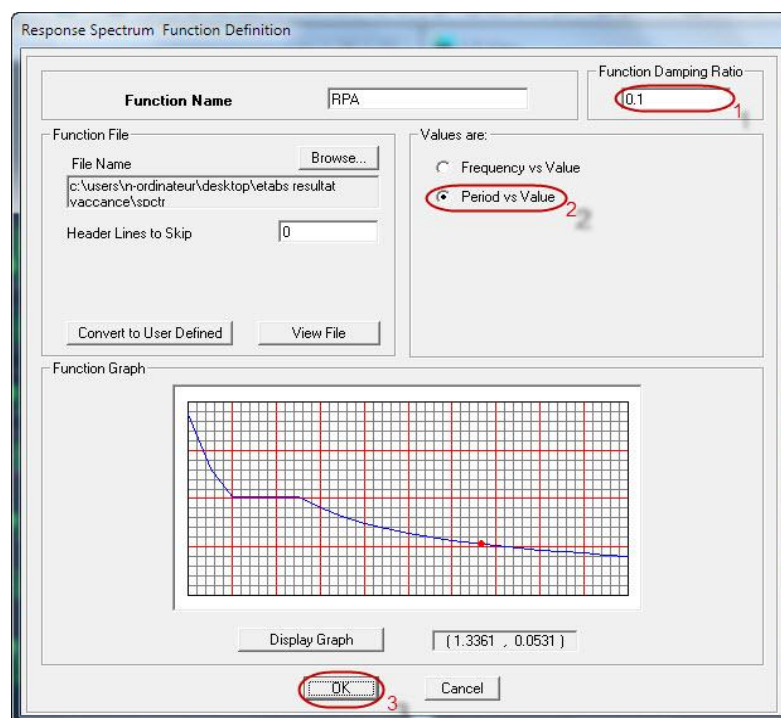 Response Spectrum Function Definition
Function Damping Ratio
Function Name
RPA
0.1
1
Function File
Values are:
File Name
Browse...
c:\users\n-ordinateur\desktop\etabs resultat
vaccance\spctr
Header Lines to Skip
0
Frequency vs Value
Period vs Value
2
Convert to User Defined
View File
Function Graph
Display Graph
(1.3361 , 0.0531 )
OK
3
Cancel